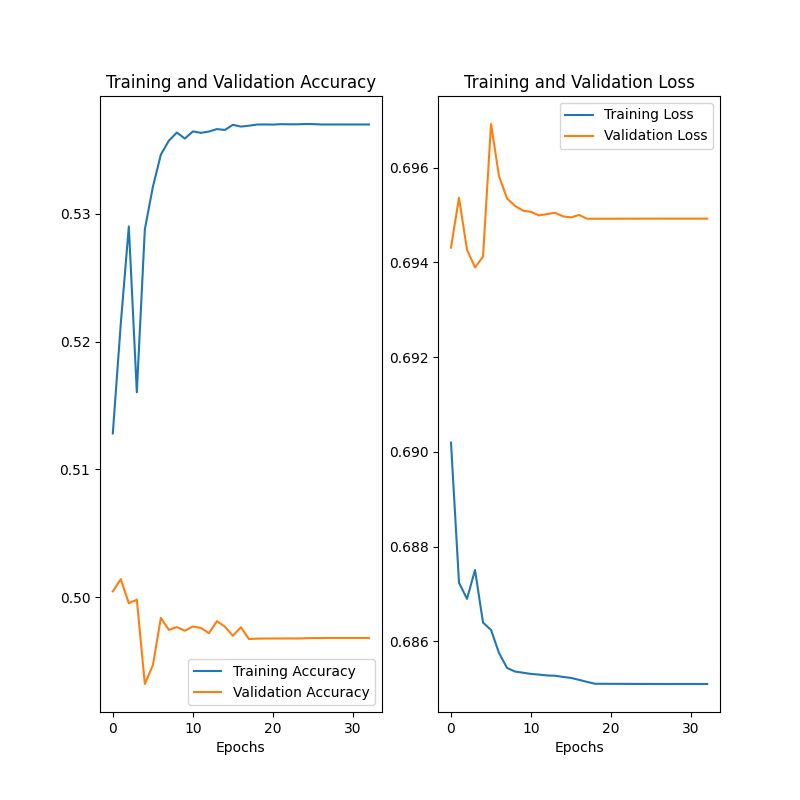 Training and Validation Accuracy
0.53
0.52
0.51
0.50
0
10
20
30
Epochs
Training Accuracy
Validation Accuracy
Training and Validation Loss
0.696
0.694
0.692
0.690
0.688
0.686
0
10
20
30
Epochs
Training Loss
Validation Loss